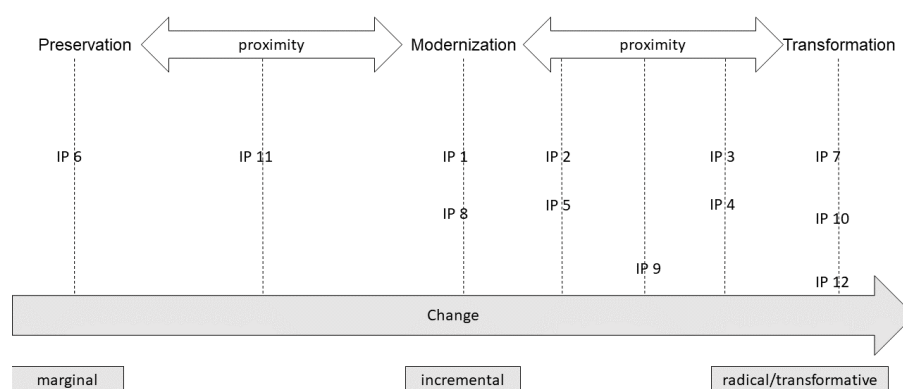 Preservation proximity Modernization proximity Transformation
IP 6 IP 11 IP 1 IP 2 IP 3 IP 7
IP 8 IP 5 IP 4 IP 10
IP 9
IP 12
Change
marginal incremental radical/transformative